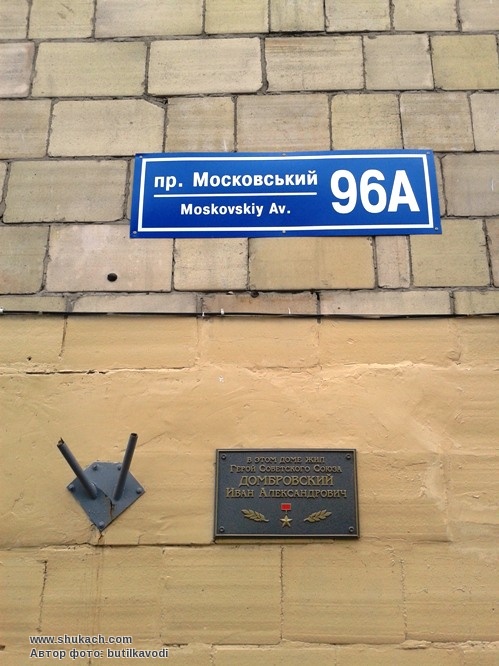 пр. Московський
Moskovskiy Av.
96А
В ЭТОМ ДОМЕ ЖИЛ
ГЕРОЙ СОВЕТСКОГО СОЮЗА
ДОМБРОВСКИЙ
ИВАН АЛЕКСАНДРОВИЧ
www.shukach.com
Автор фото: butilkavodi